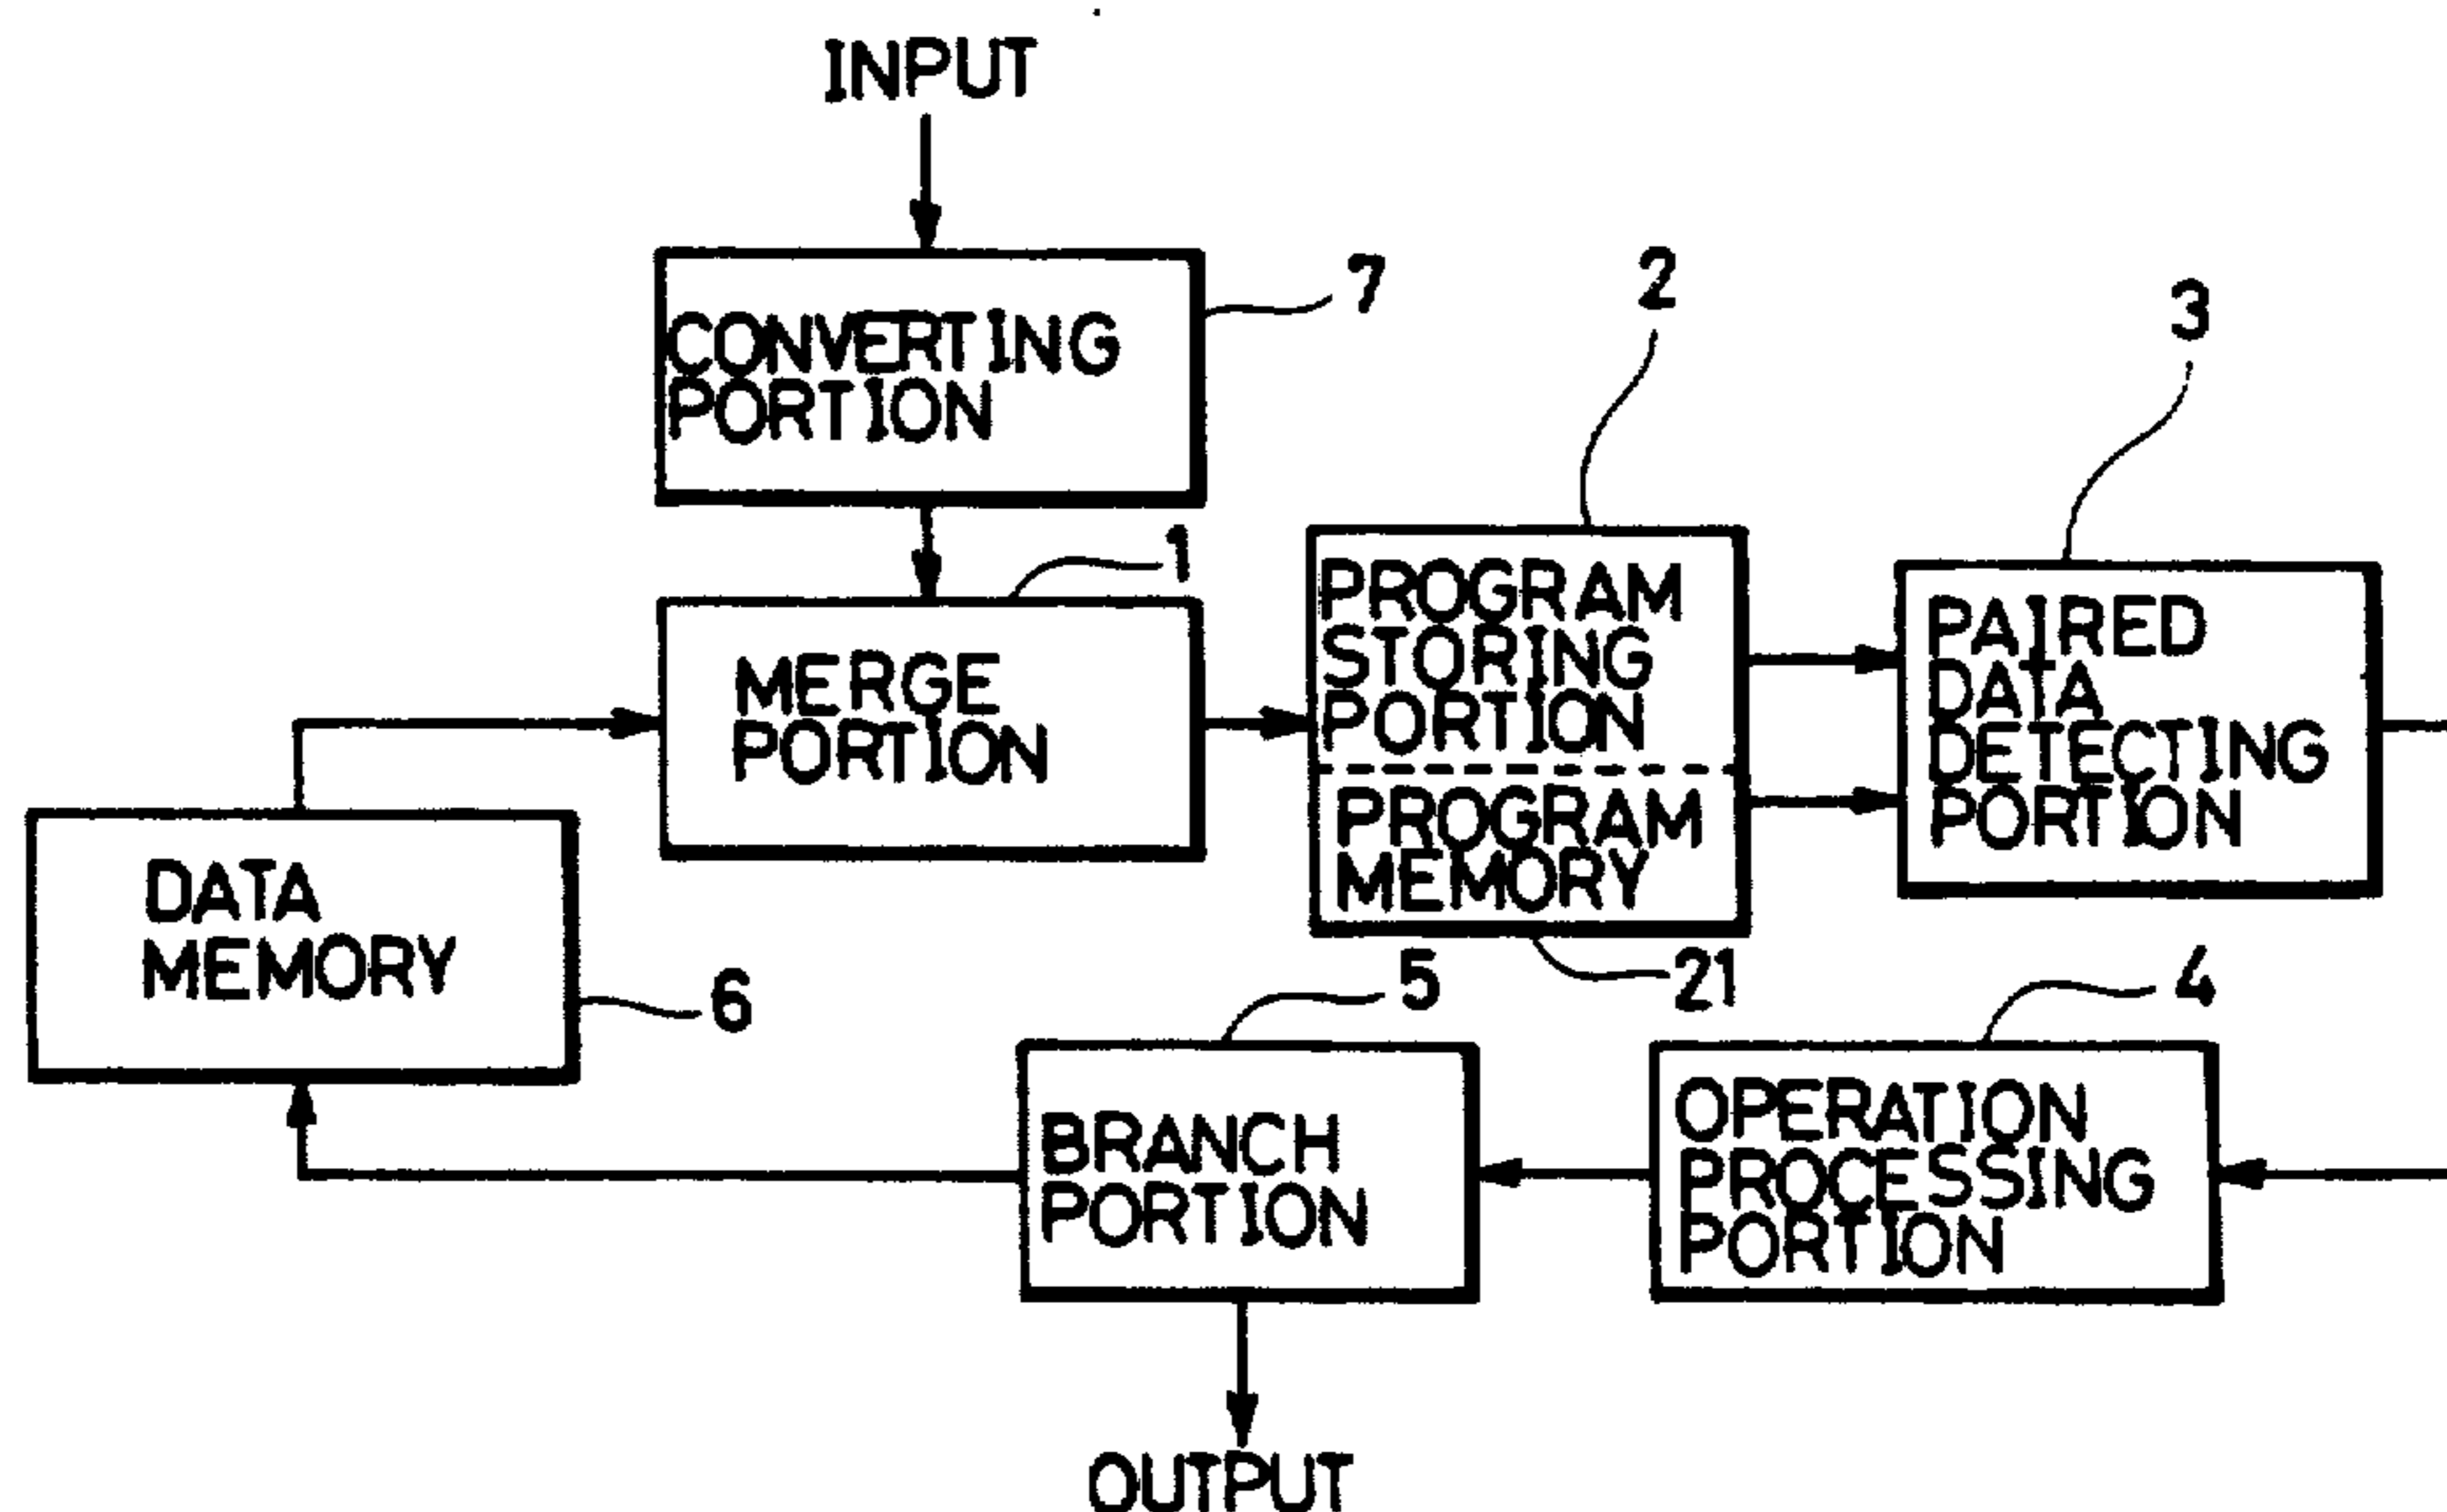 INPUT
7
CONVERTING
PORTION
2
3
1
MERGE
PORTION
PROGRAM
STORING
PORTION
PROGRAM
MEMORY
21
PAIRED
DATA
DETECTING
PORTION
DATA
MEMORY
6
5
BRANCH
PORTION
4
OPERATION
PROCESSING
PORTION
OUTPUT